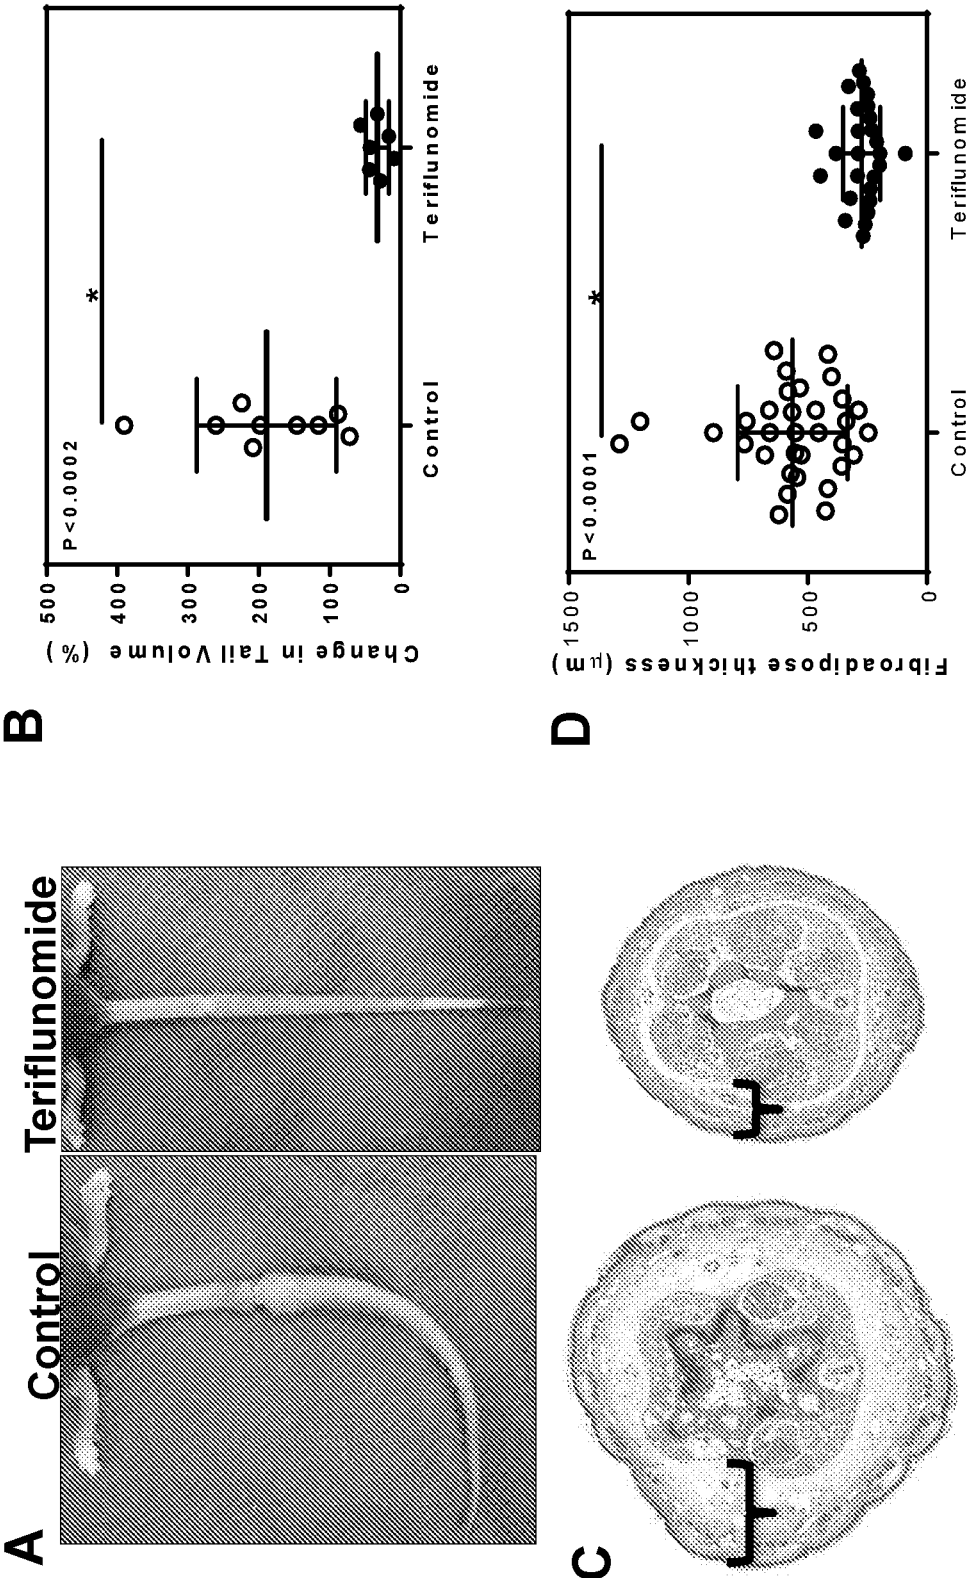 A
Control
Teriflunomide
B
P<0.0002
*
Change in Tail Volume (%)
500
400
300
200
100
0
Control
Teriflunomide
C
D
P<0.0001
*
Fibroadipose thickness (μm)
1500
1000
500
0
Control
Teriflunomide